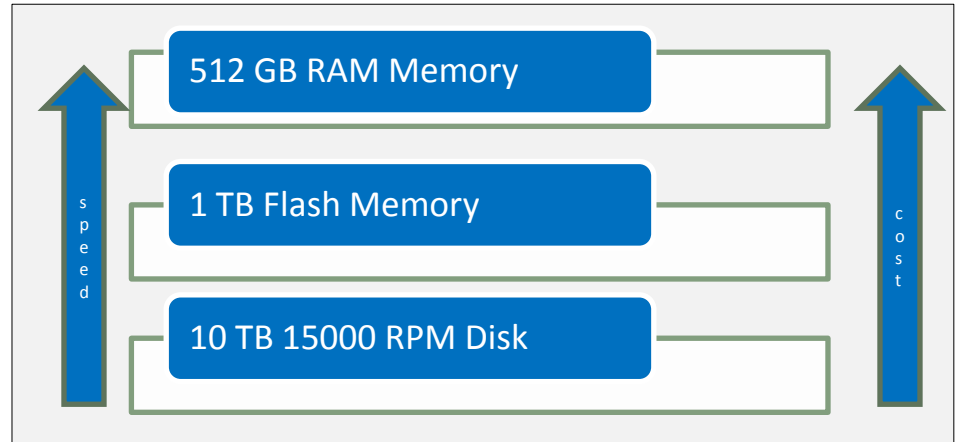 512 GB RAM Memory
speed
1 TB Flash Memory
cost
10 TB 15000 RPM Disk